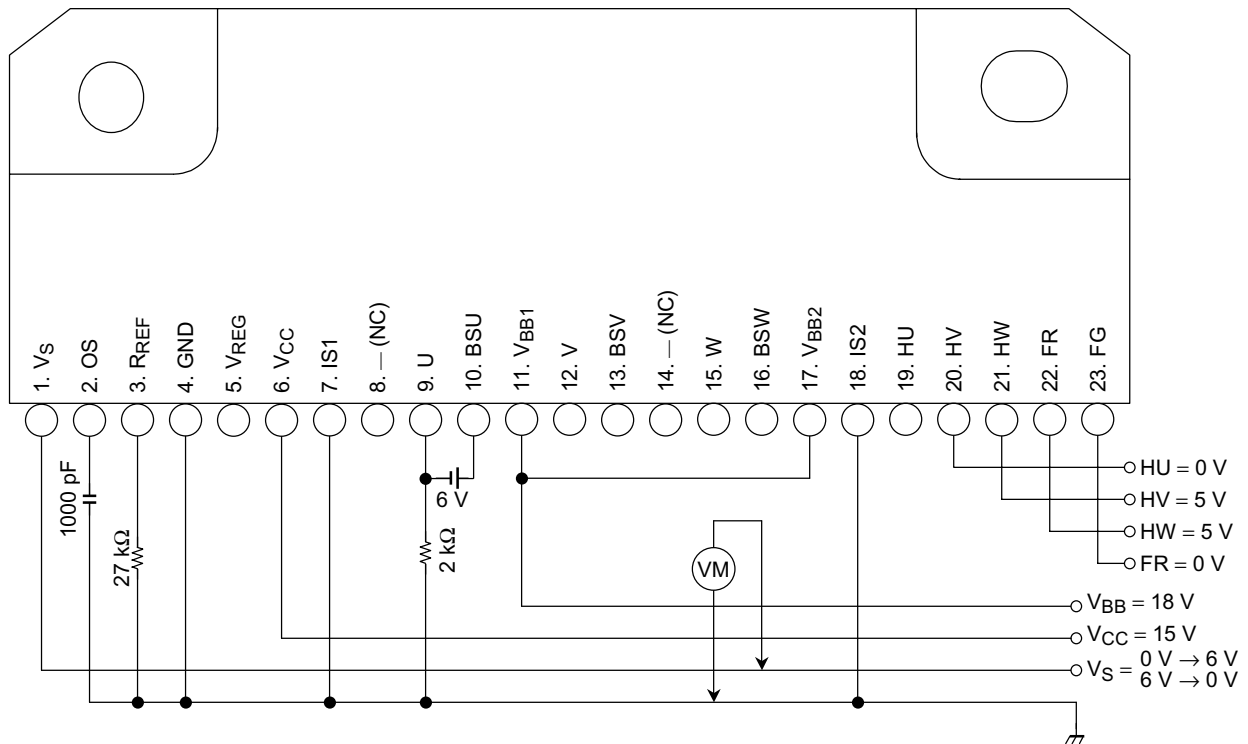 1. VS
2. OS
3. RREF
4. GND
5. VREG
6. VCC
7. IS1
8. — (NC)
9. U
10. BSU
11. VBB1
12. V
13. BSV
14. — (NC)
15. W
16. BSW
17. VBB2
18. IS2
19. HU
20. HV
21. HW
22. FR
23. FG
1000 pF
27 kΩ
6 V
2 kΩ
VM
HU = 0 V
HV = 5 V
HW = 5 V
FR = 0 V
VBB = 18 V
VCC = 15 V
VS = 0 V → 6 V
6 V → 0 V